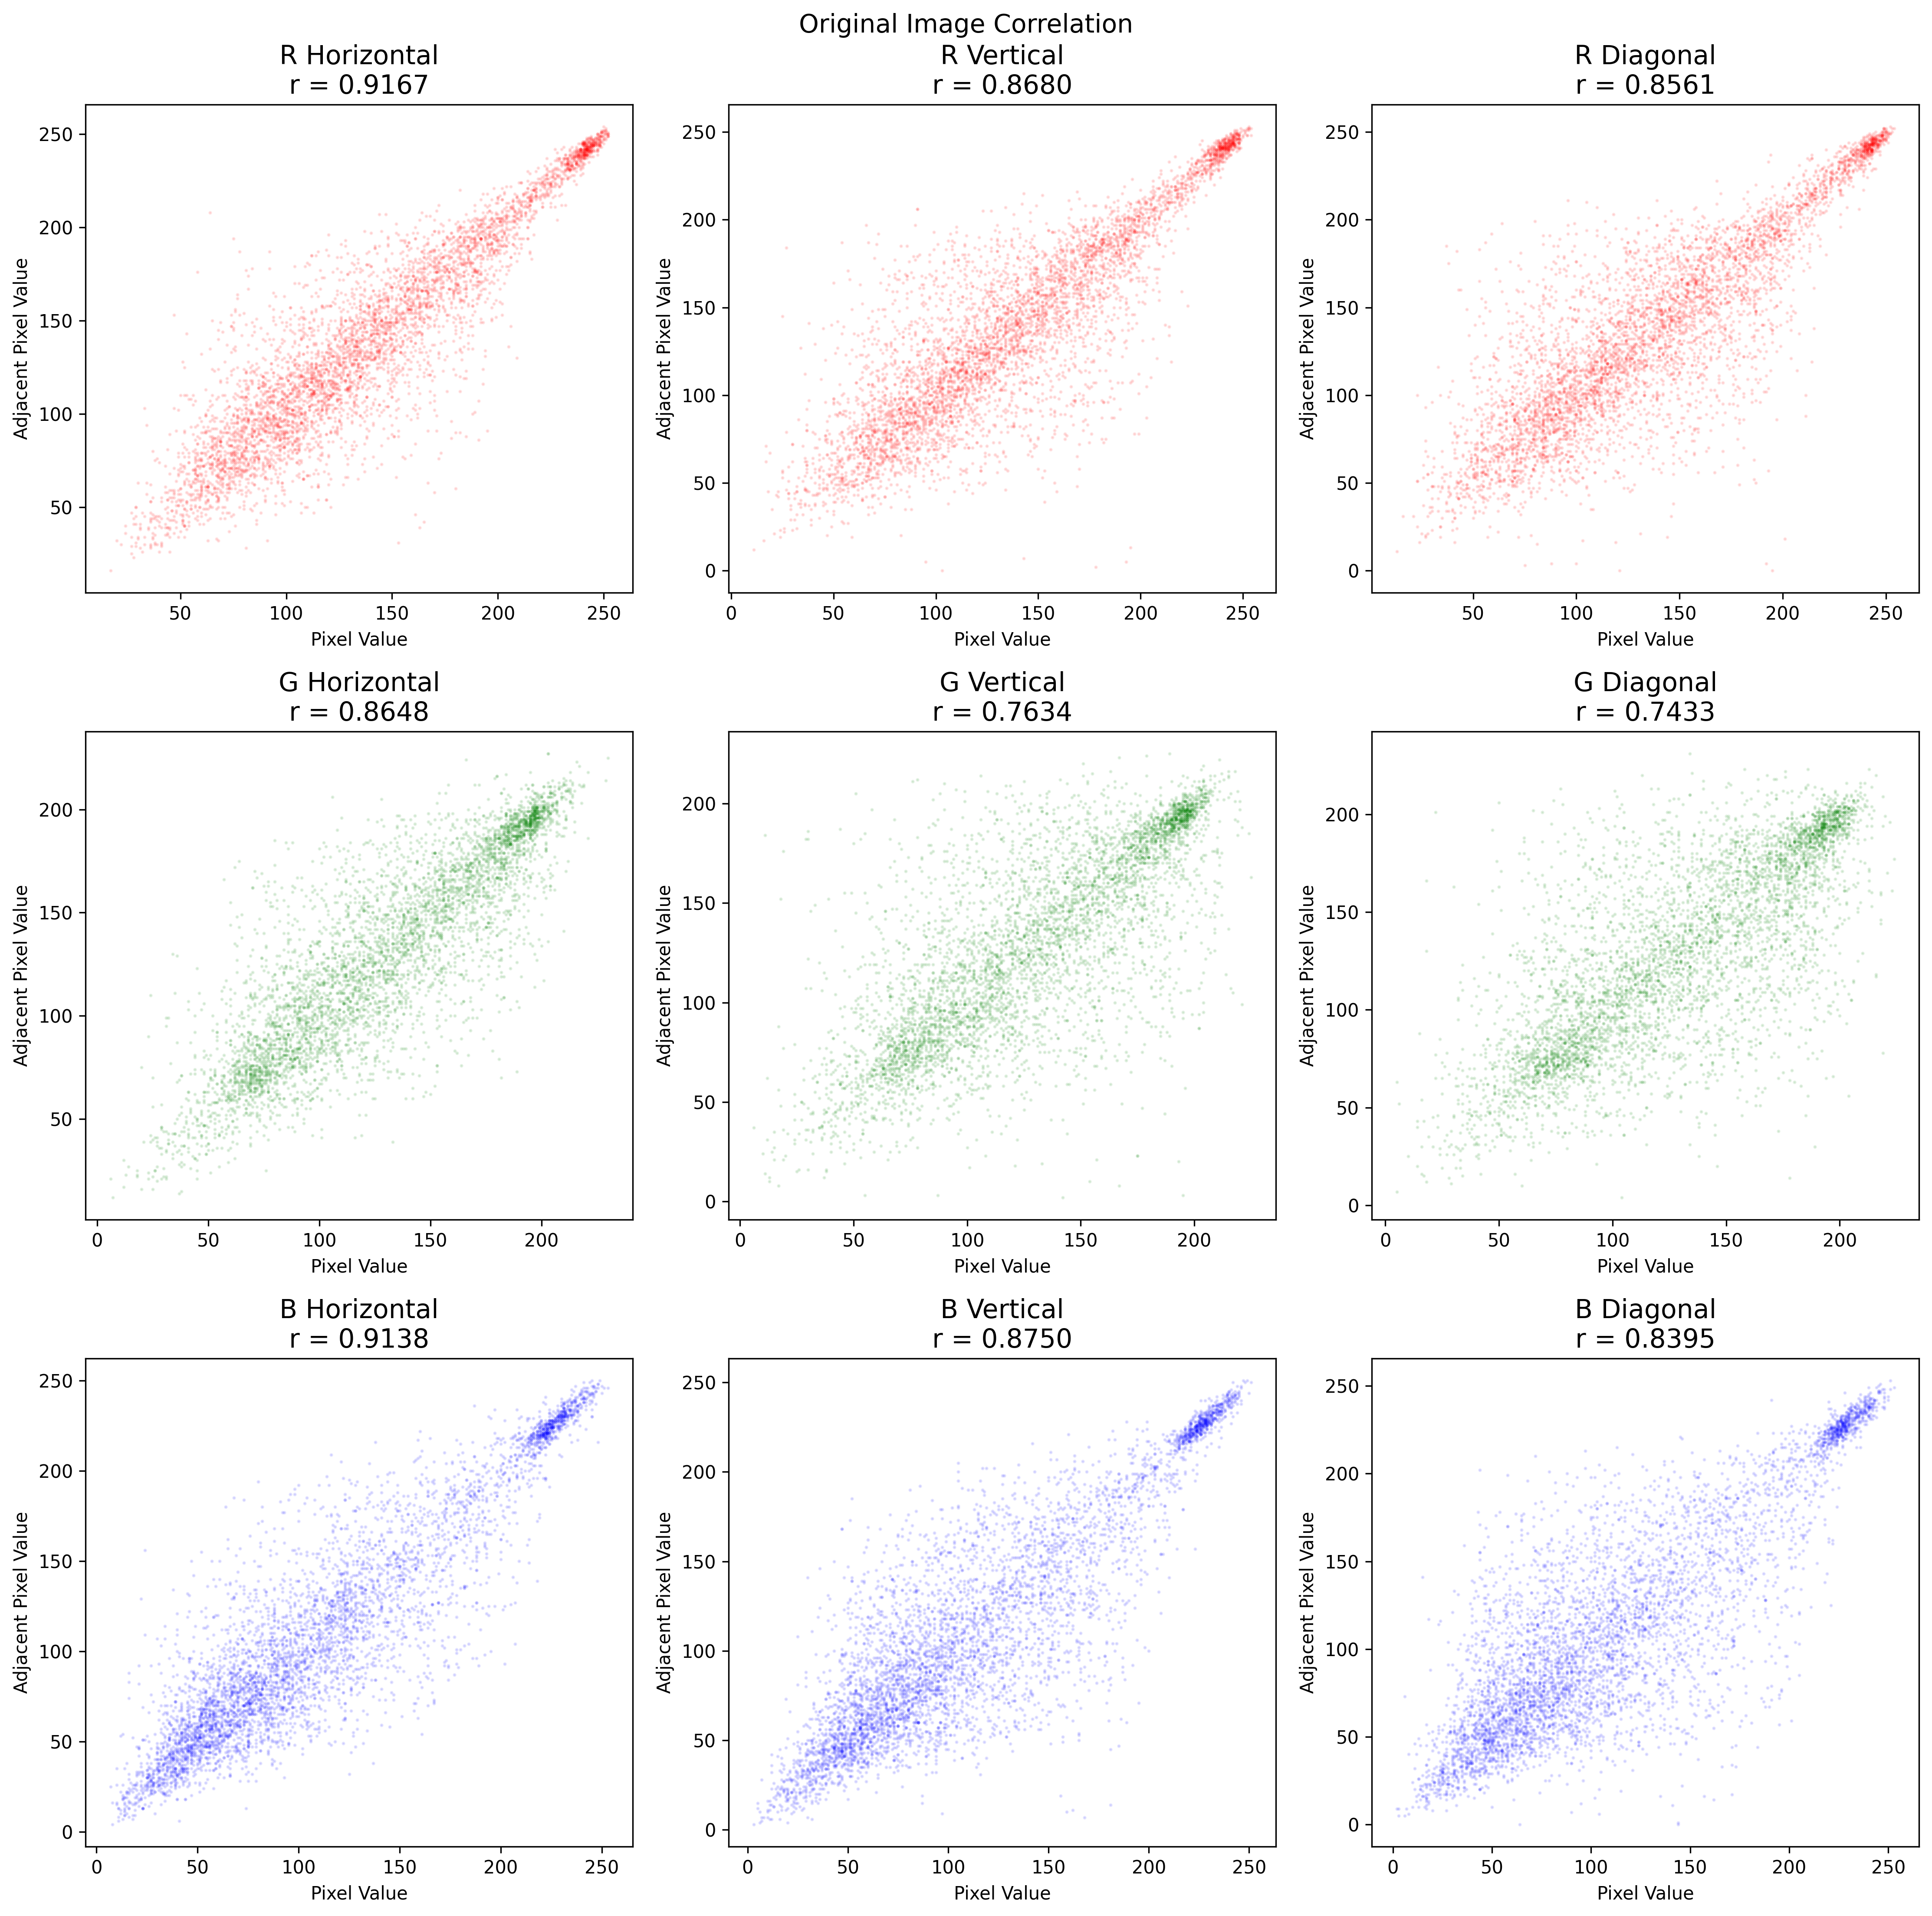 Original Image Correlation
R Horizontal
r = 0.9167
R Vertical
r = 0.8680
R Diagonal
r = 0.8561
Adjacent Pixel Value
250
200
150
100
50
50 100 150 200 250
Pixel Value
Adjacent Pixel Value
250
200
150
100
50
0
0 50 100 150 200 250
Pixel Value
Adjacent Pixel Value
250
200
150
100
50
0
50 100 150 200 250
Pixel Value
G Horizontal
r = 0.8648
G Vertical
r = 0.7634
G Diagonal
r = 0.7433
Adjacent Pixel Value
200
150
100
50
0 50 100 150 200
Pixel Value
Adjacent Pixel Value
200
150
100
50
0
0 50 100 150 200
Pixel Value
Adjacent Pixel Value
200
150
100
50
0
0 50 100 150 200
Pixel Value
B Horizontal
r = 0.9138
B Vertical
r = 0.8750
B Diagonal
r = 0.8395
Adjacent Pixel Value
250
200
150
100
50
0
0 50 100 150 200 250
Pixel Value
Adjacent Pixel Value
250
200
150
100
50
0
0 50 100 150 200 250
Pixel Value
Adjacent Pixel Value
250
200
150
100
50
0
0 50 100 150 200 250
Pixel Value